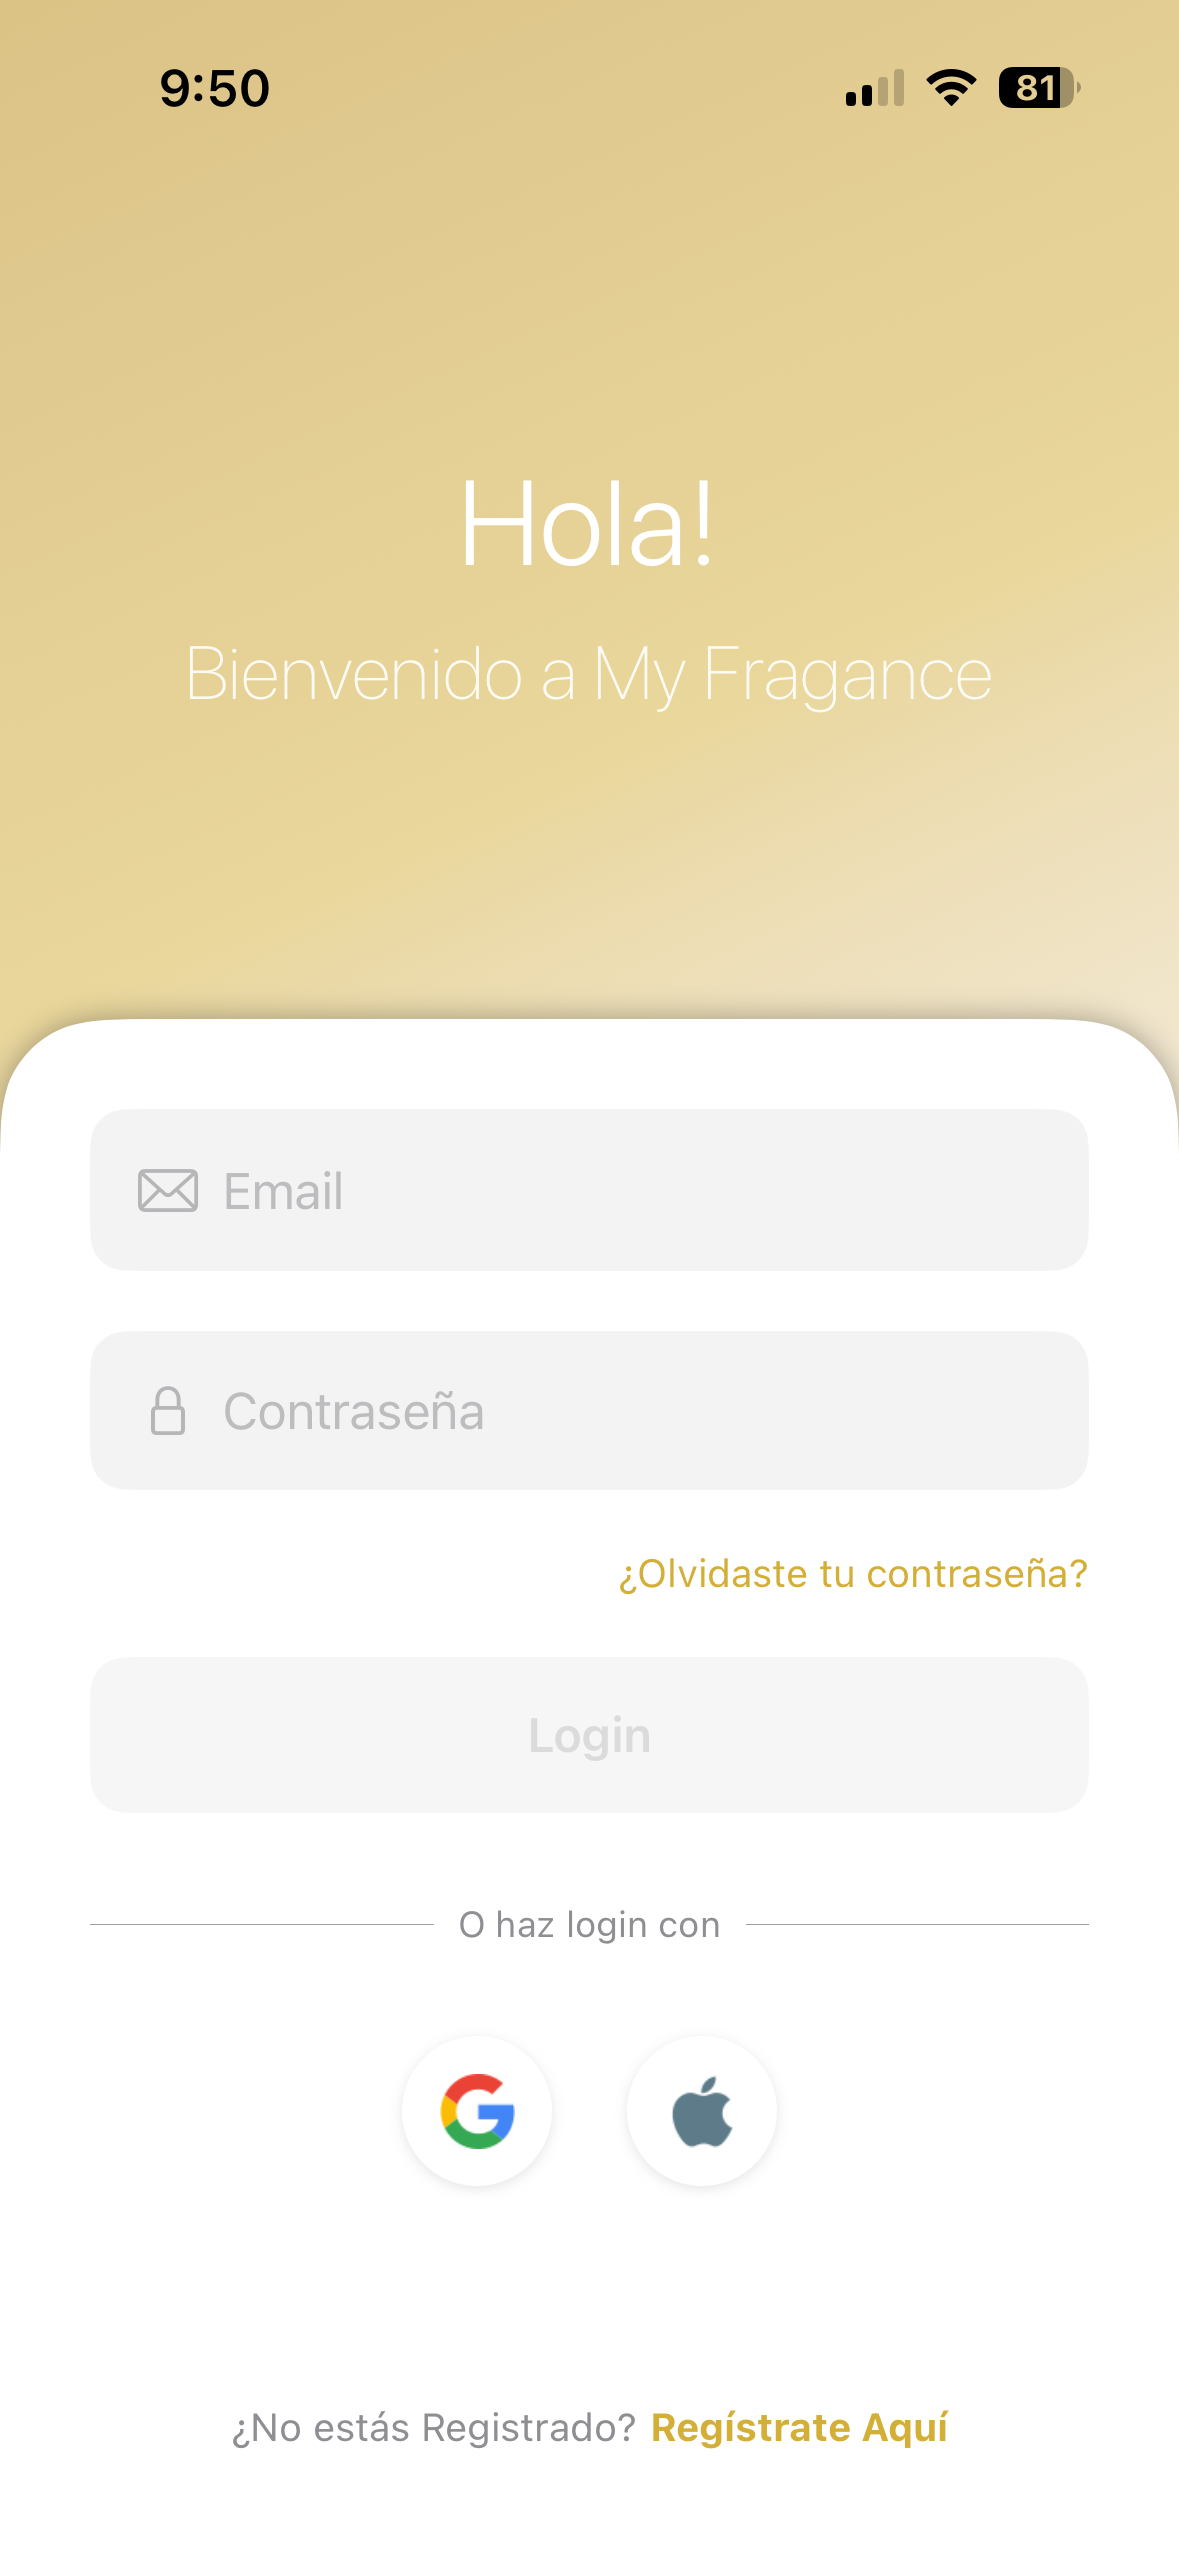 9:50
81
Hola!
Bienvenido a My Fragance
Email
Contraseña
¿Olvidaste tu contraseña?
Login
O haz login con
¿No estás Registrado? Regístrate Aquí